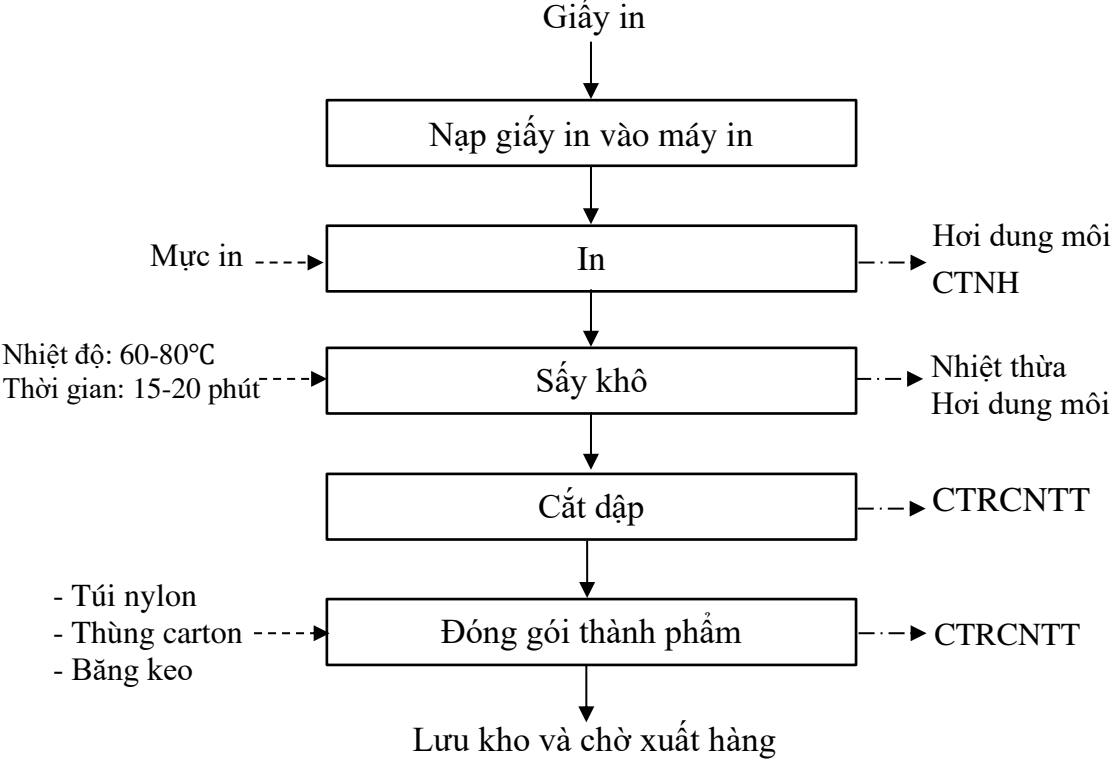 Giấy in
Nạp giấy in vào máy in
Mực in
In
Hơi dung môi
CTNH
Nhiệt độ: 60-80℃
Thời gian: 15-20 phút
Sấy khô
Nhiệt thừa
Hơi dung môi
Cắt dập
CTRCNTT
- Túi nylon
- Thùng carton
- Băng keo
Đóng gói thành phẩm
CTRCNTT
Lưu kho và chờ xuất hàng